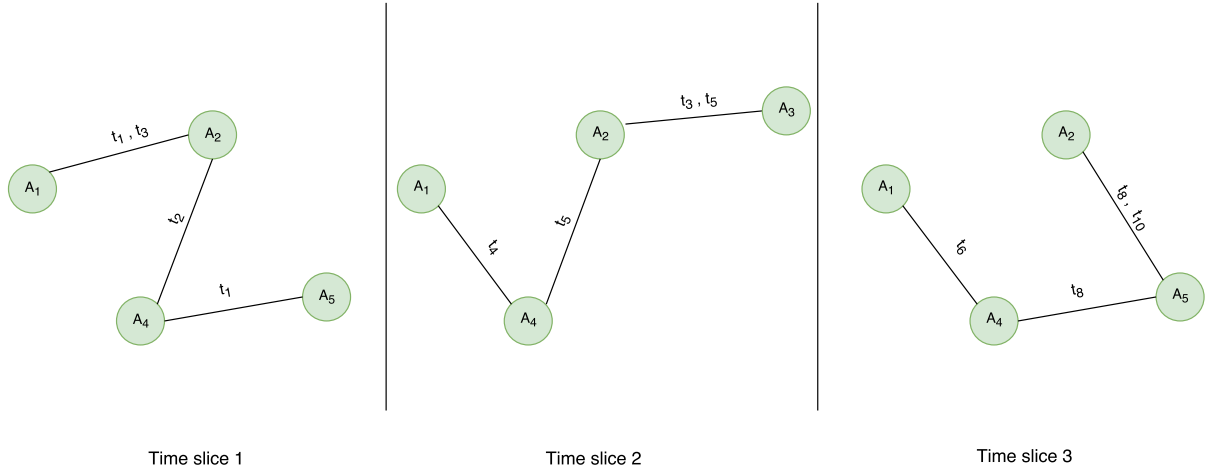 t₁ , t₃
A₂
A₁
t₂
t₁
A₅
A₄
Time slice 1
t₃ , t₅
A₃
A₂
A₁
t₅
t₄
A₄
Time slice 2
A₂
A₁
t₈ , t₁₀
t₆
t₈
A₅
A₄
Time slice 3